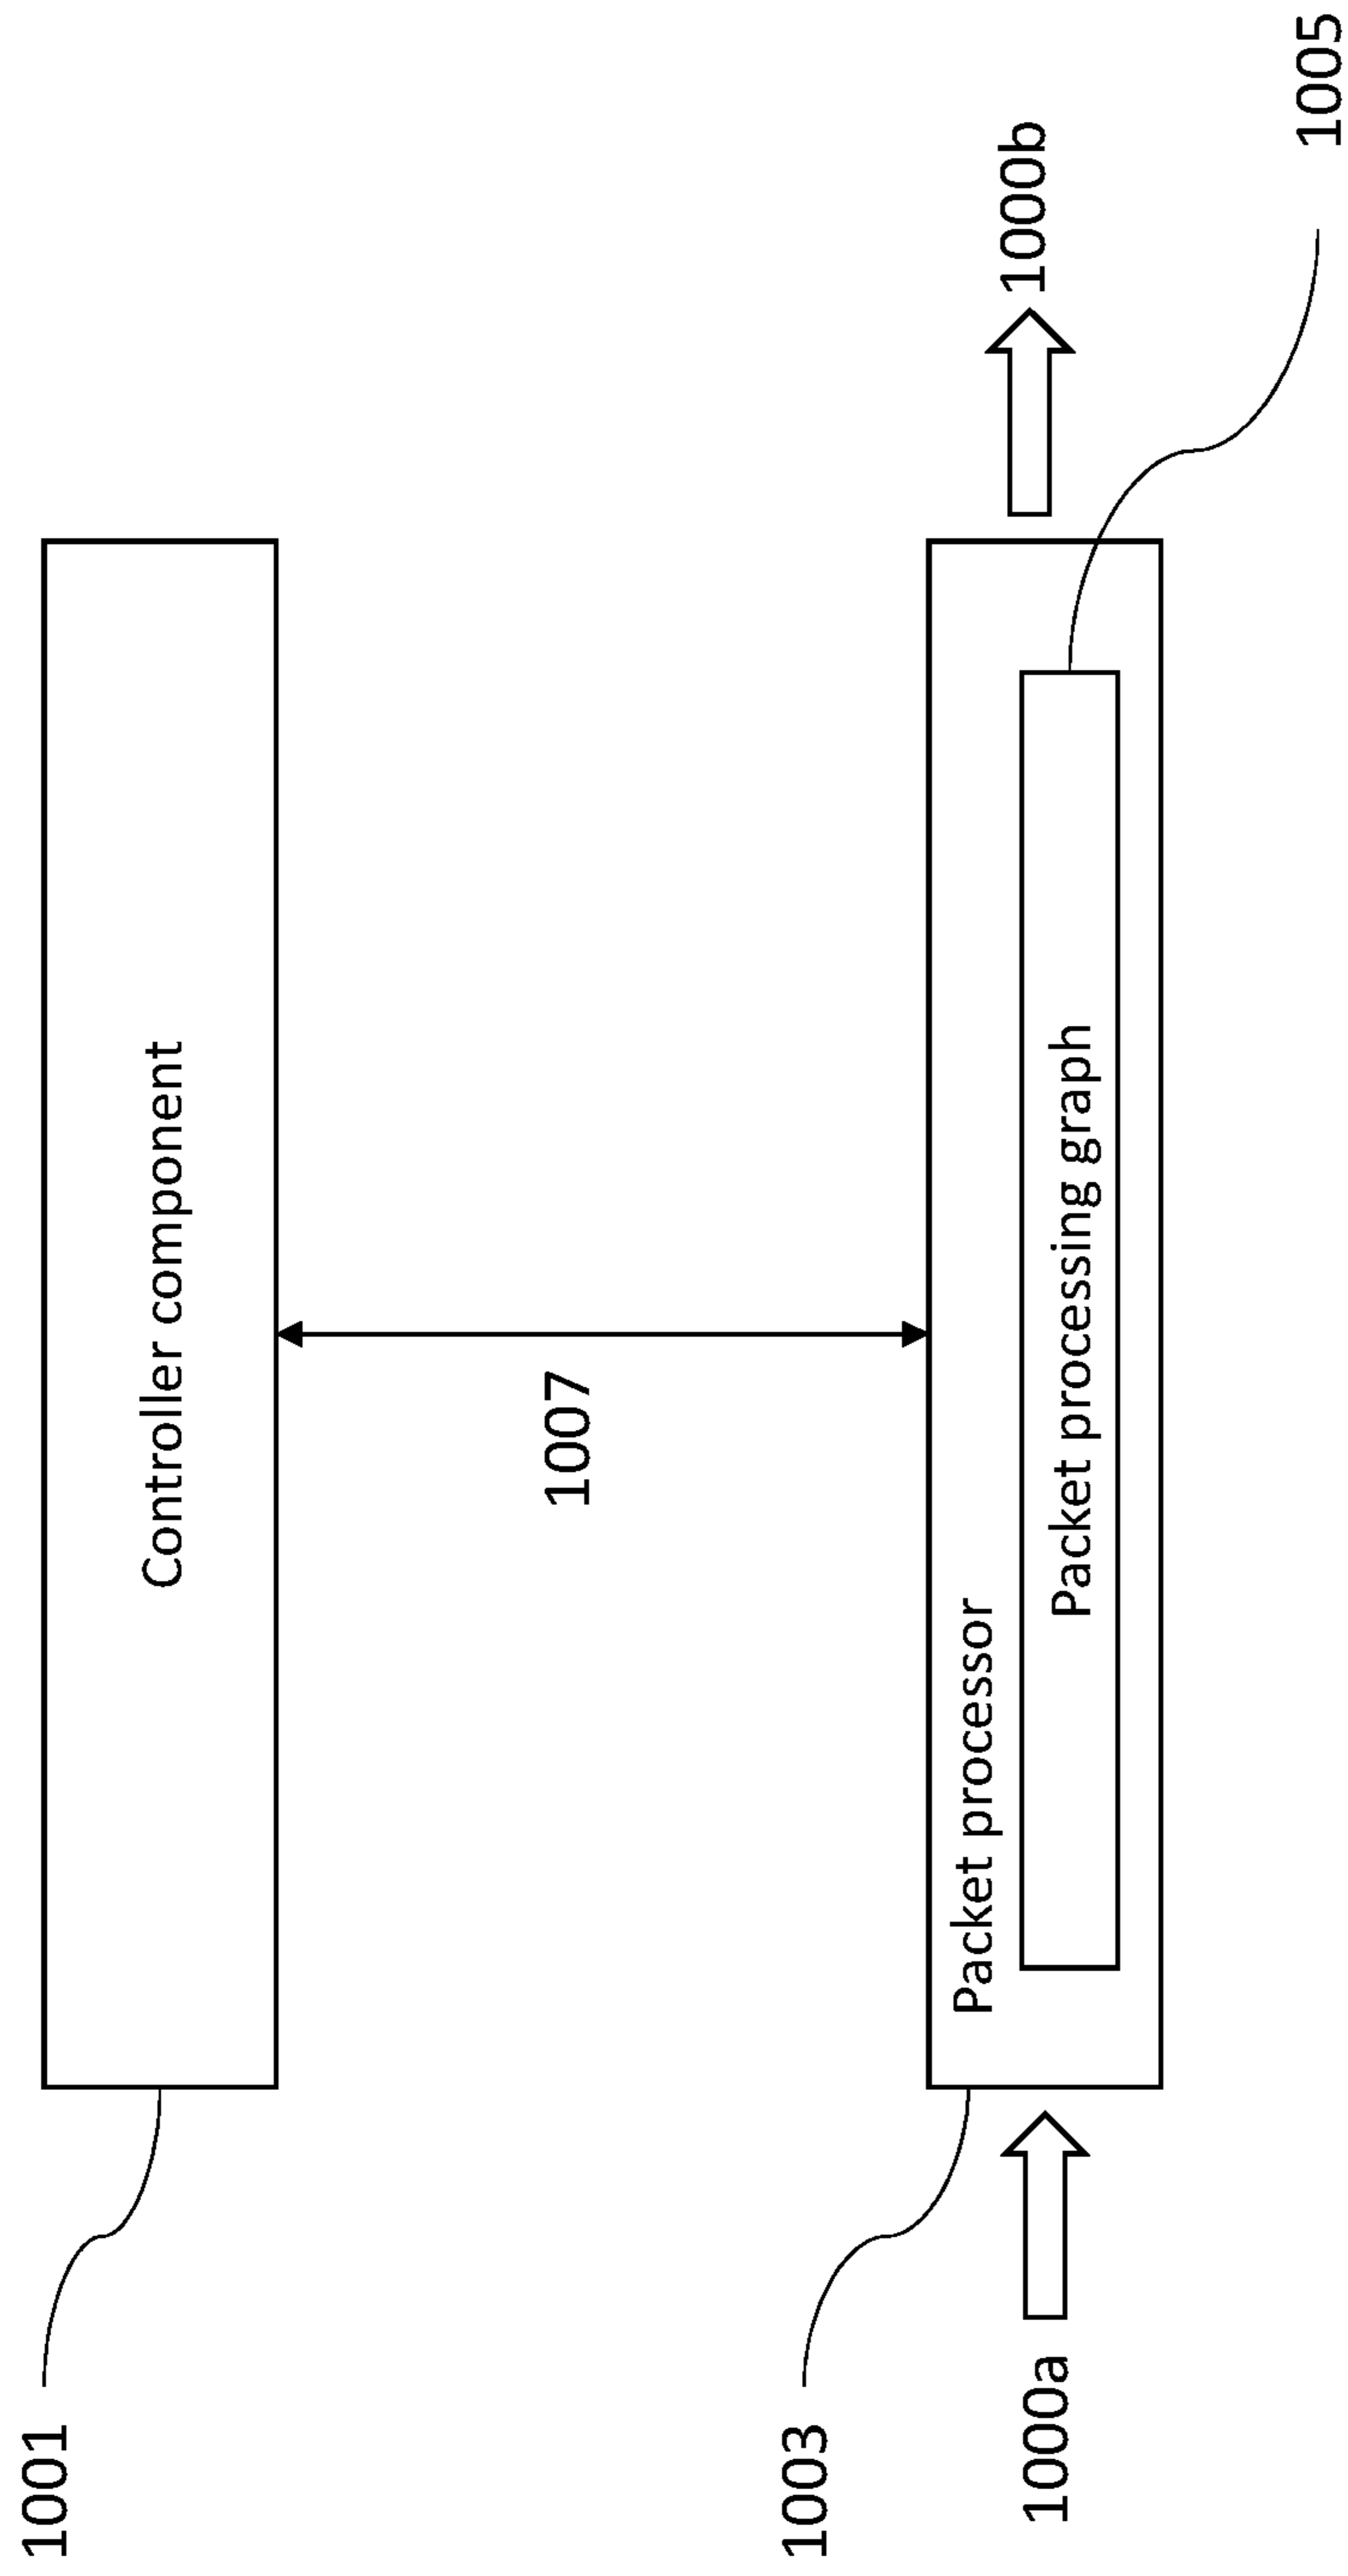 Controller component
1001
1007
Packet processor
Packet processing graph
1003
1000a
1000b
1005